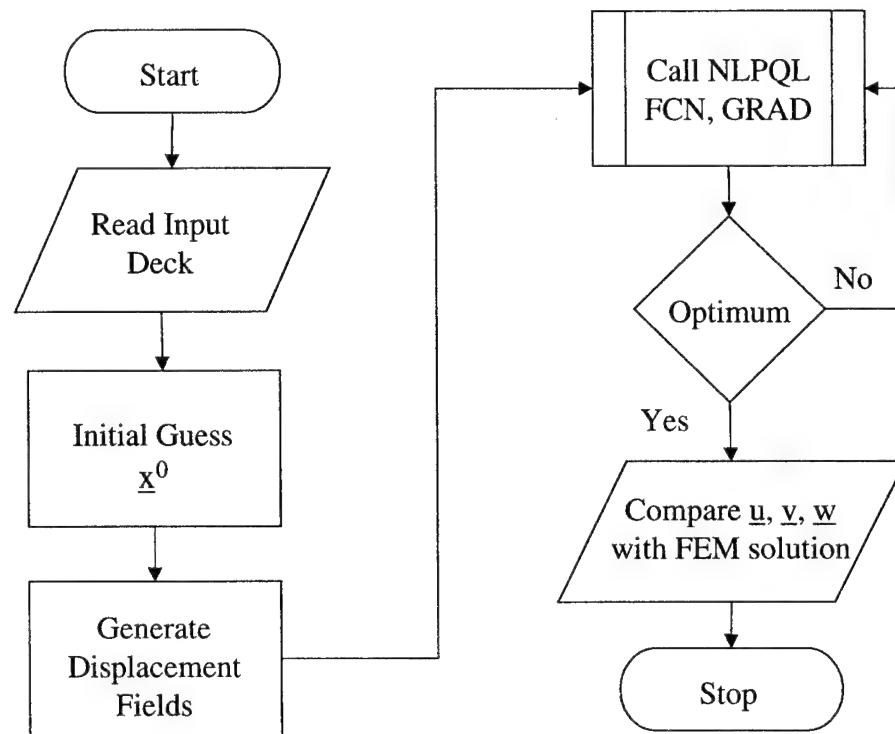 Start
Read Input
Deck
Initial Guess
x̲⁰
Generate
Displacement
Fields
Call NLPQL
FCN, GRAD
Optimum
No
Yes
Compare u̲, v̲, w̲
with FEM solution
Stop